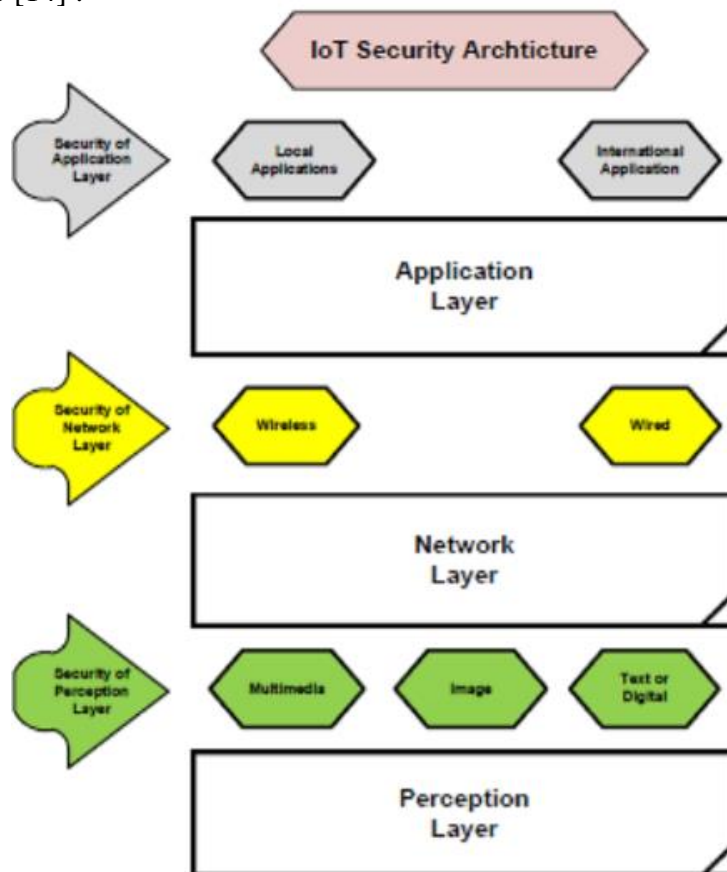 IoT Security Archticture
Security of
Application
Layer
Local
Applications
International
Application
Application
Layer
Security of
Network
Layer
Wireless
Wired
Network
Layer
Security of
Perception
Layer
Multimedia
Image
Text or
Digital
Perception
Layer